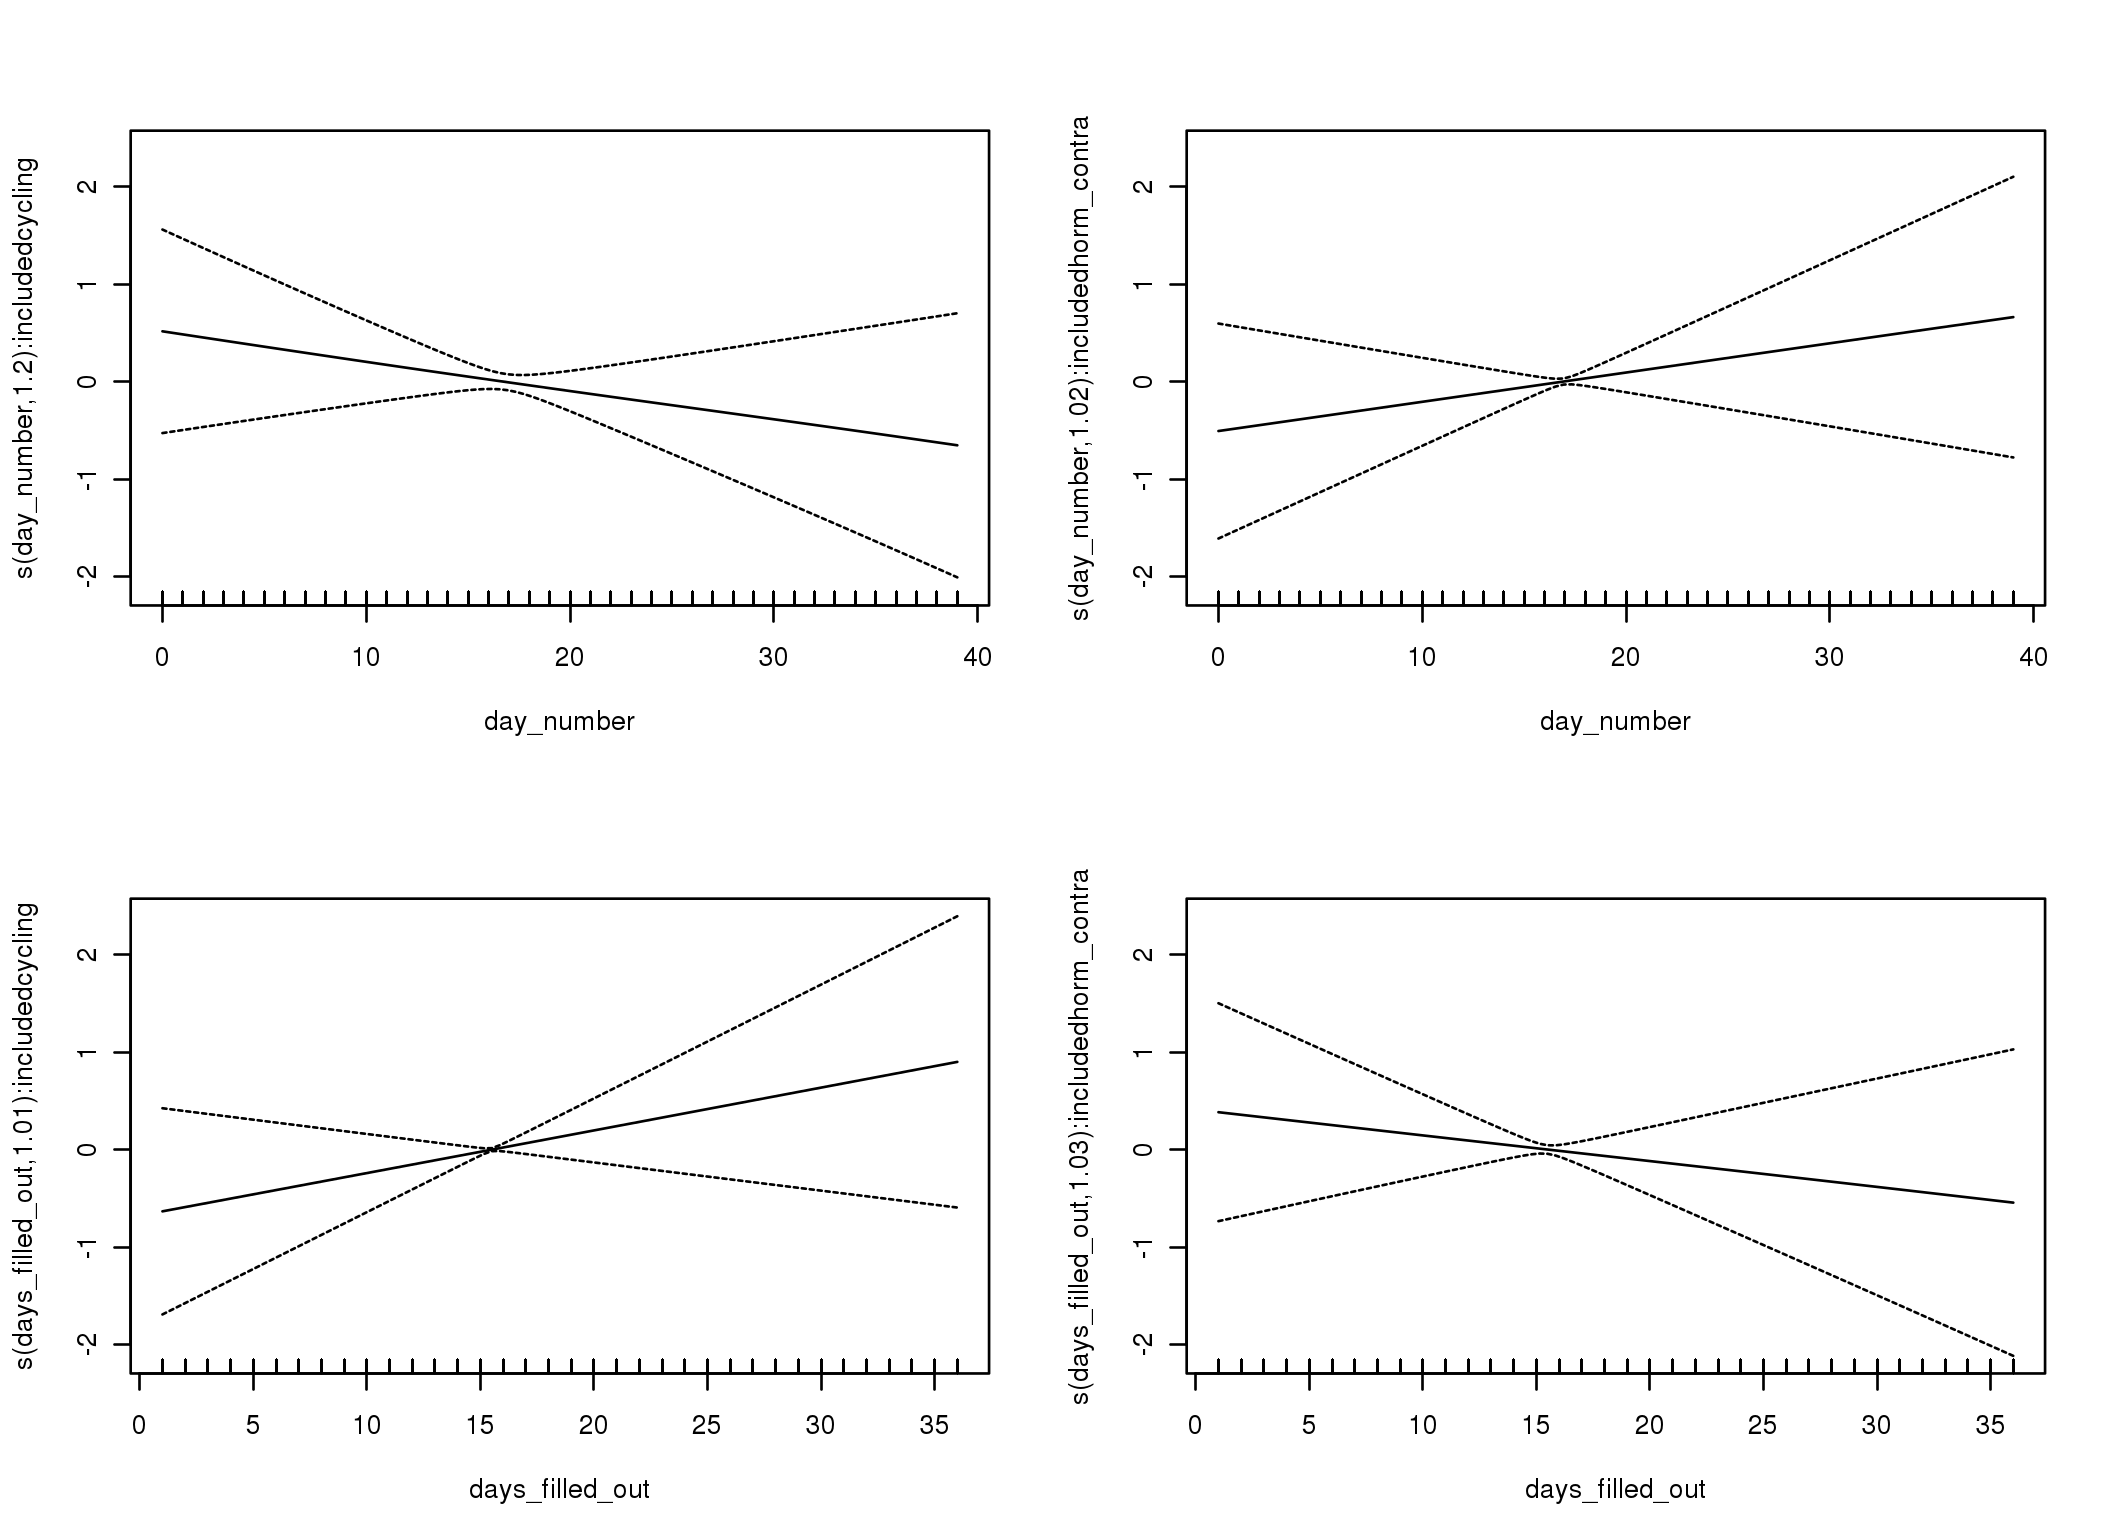 s(day_number,1.2):includedcycling
2
1
0
-1
-2
0 10 20 30 40
day_number
s(day_number,1.02):includedhorm_contra
2
1
0
-1
-2
0 10 20 30 40
day_number
s(days_filled_out,1.01):includedcycling
2
1
0
-1
-2
0 5 10 15 20 25 30 35
days_filled_out
s(days_filled_out,1.03):includedhorm_contra
2
1
0
-1
-2
0 5 10 15 20 25 30 35
days_filled_out